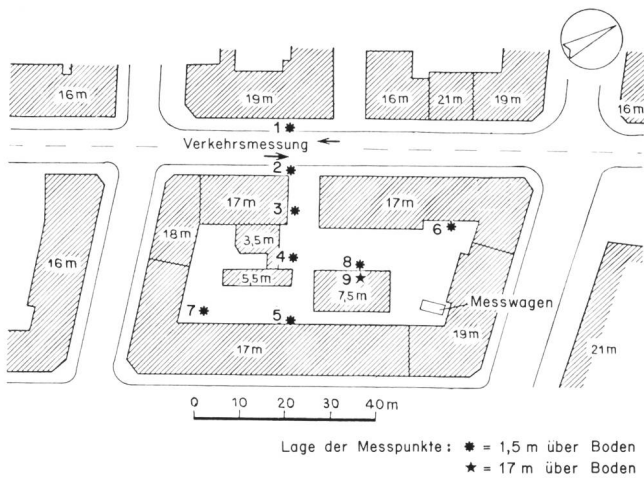 16m
19m
16m
21m
19m
16m
1
Verkehrsmessung
2
17m
17m
3
6
18m
3,5m
4
8
16m
5,5m
9
7,5m
Messwagen
7
5
19m
17m
21m
0 10 20 30 40m
Lage der Messpunkte: ✸ = 1,5 m über Boden
★ = 17 m über Boden